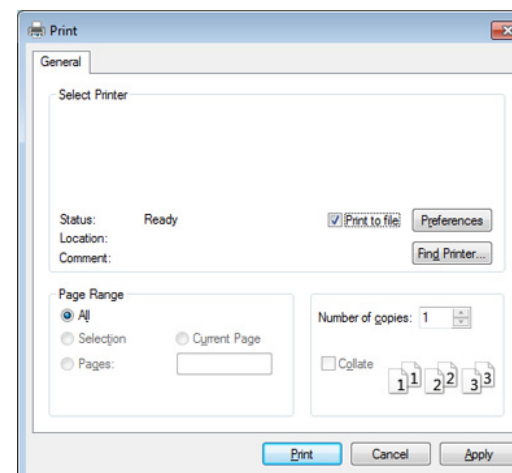 Print
General
Select Printer
Status: Ready
Print to file
Preferences
Location:
Comment:
Find Printer...
Page Range
All
Selection
Current Page
Pages:
Number of copies: 1
Collate
1 1 2 2 3 3
Print
Cancel
Apply